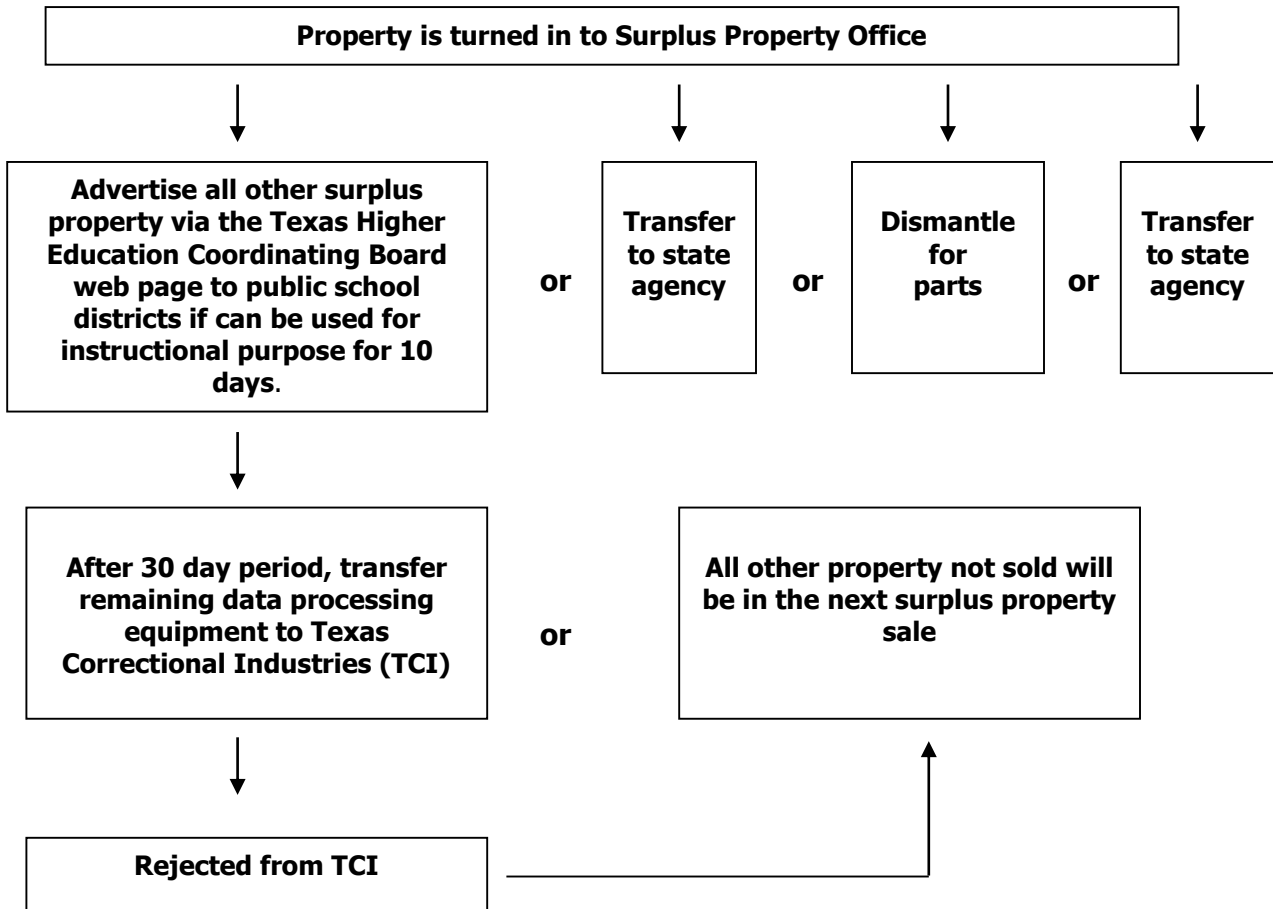 Property is turned in to Surplus Property Office
Advertise all other surplus
property via the Texas Higher
Education Coordinating Board
web page to public school
districts if can be used for
instructional purpose for 10
days.
or
Transfer
to state
agency
or
Dismantle
for
parts
or
Transfer
to state
agency
After 30 day period, transfer
remaining data processing
equipment to Texas
Correctional Industries (TCI)
or
All other property not sold will
be in the next surplus property
sale
Rejected from TCI